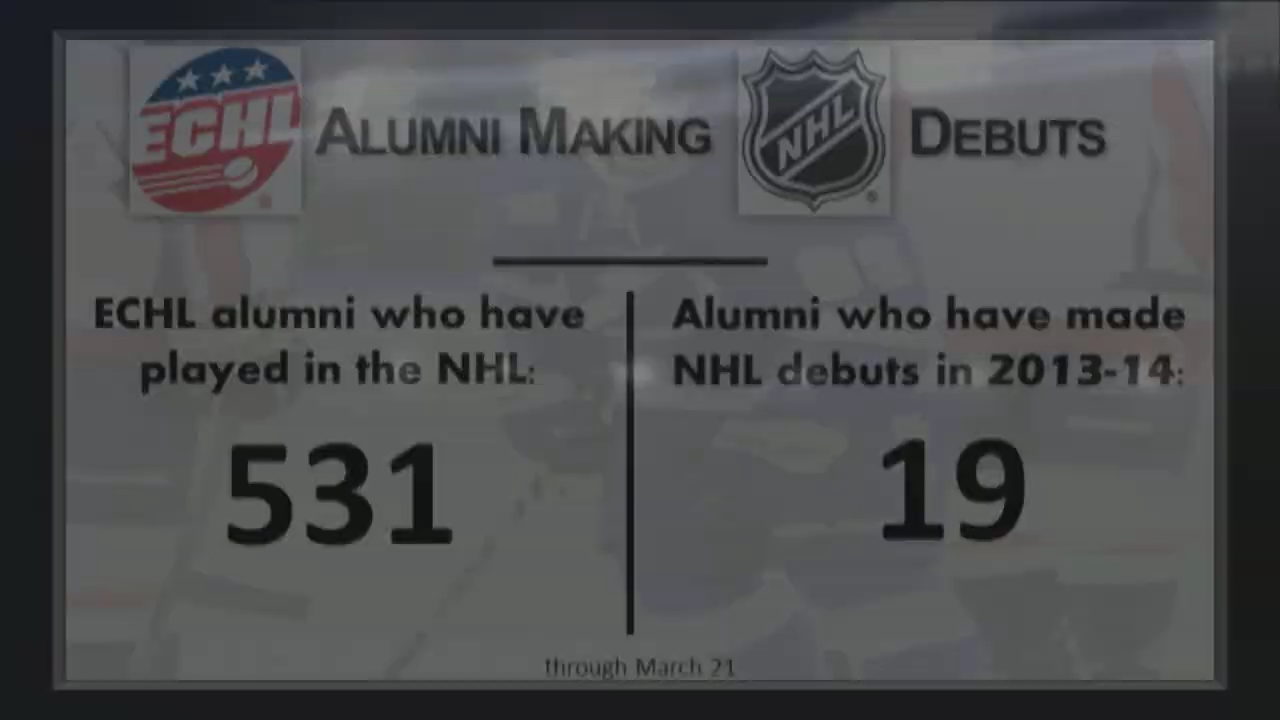 ECHL ALUMNI MAKING NHL DEBUTS
ECHL alumni who have
played in the NHL:
531
Alumni who have made
NHL debuts in 2013-14:
19
through March 21